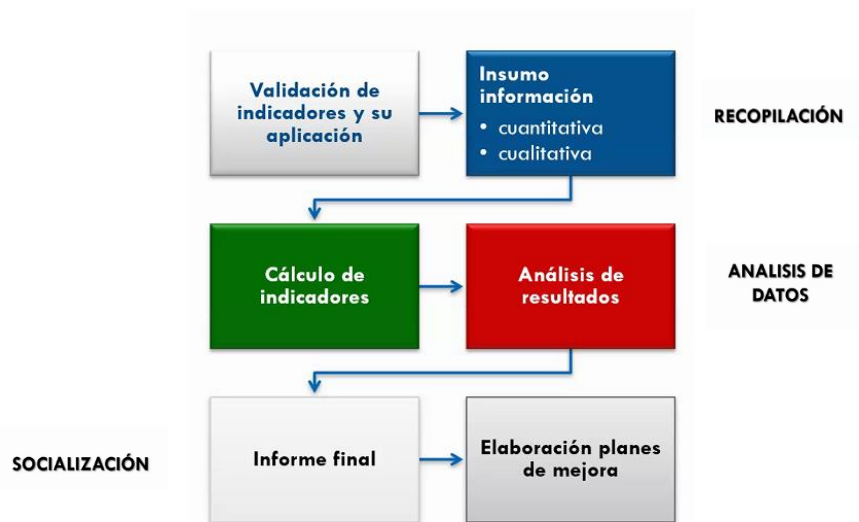 Validación de
indicadores y su
aplicación
Insumo
información
• cuantitativa
• cualitativa
RECOPILACIÓN
Cálculo de
indicadores
Análisis de
resultados
ANALISIS DE
DATOS
SOCIALIZACIÓN
Informe final
Elaboración planes
de mejora